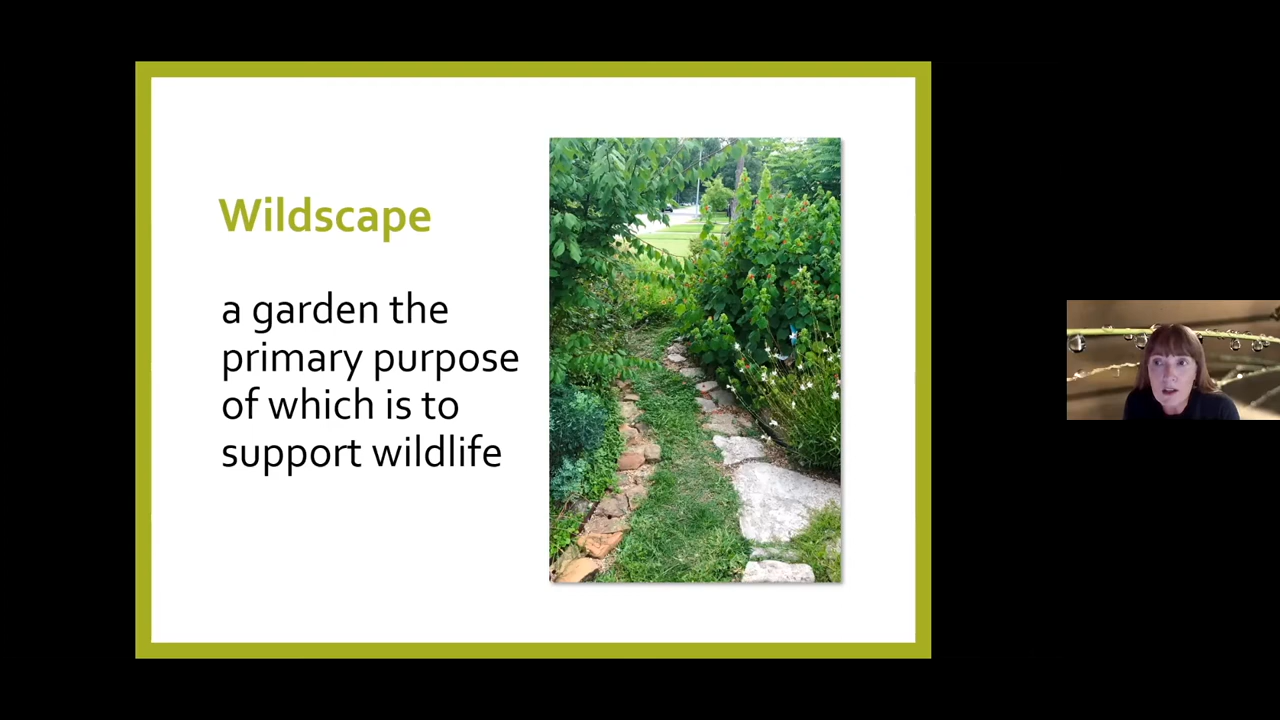 Wildscape
a garden the
primary purpose
of which is to
support wildlife